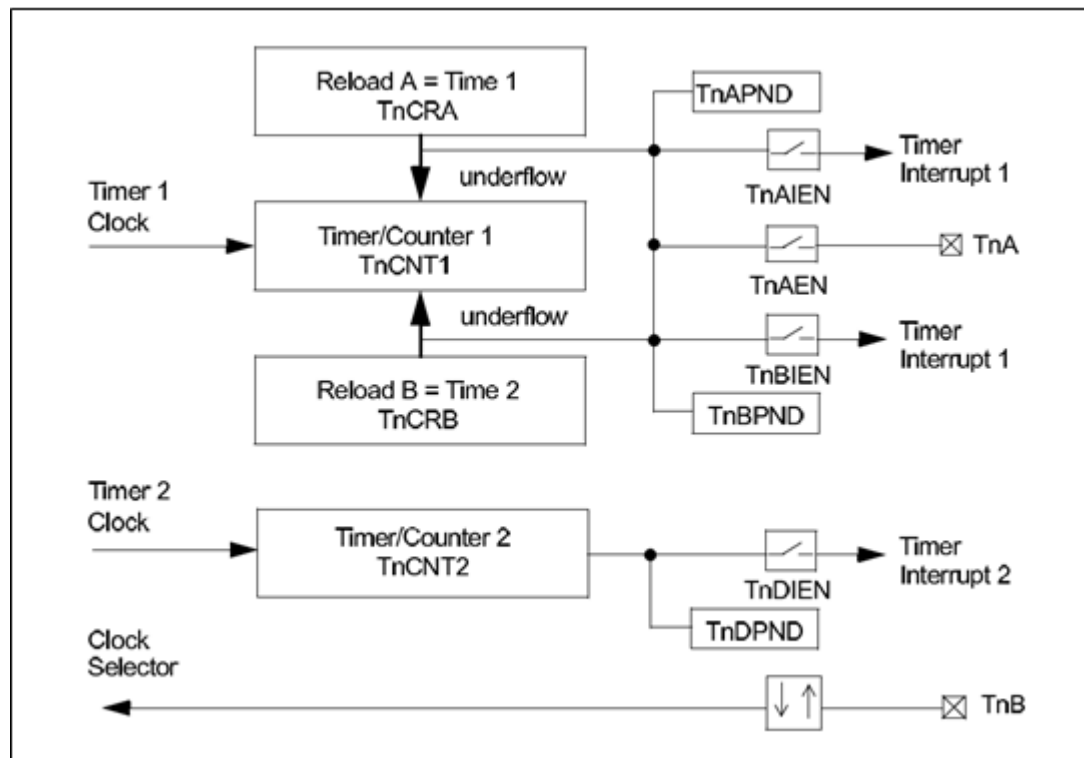 Reload A = Time 1
TnCRA
TnAPND
Timer
Interrupt 1
underflow
TnAIEN
Timer 1
Clock
Timer/Counter 1
TnCNT1
TnA
TnAEN
underflow
Timer
Interrupt 1
TnBIEN
Reload B = Time 2
TnCRB
TnBPND
Timer 2
Clock
Timer/Counter 2
TnCNT2
Timer
Interrupt 2
TnDIEN
TnDPND
Clock
Selector
TnB